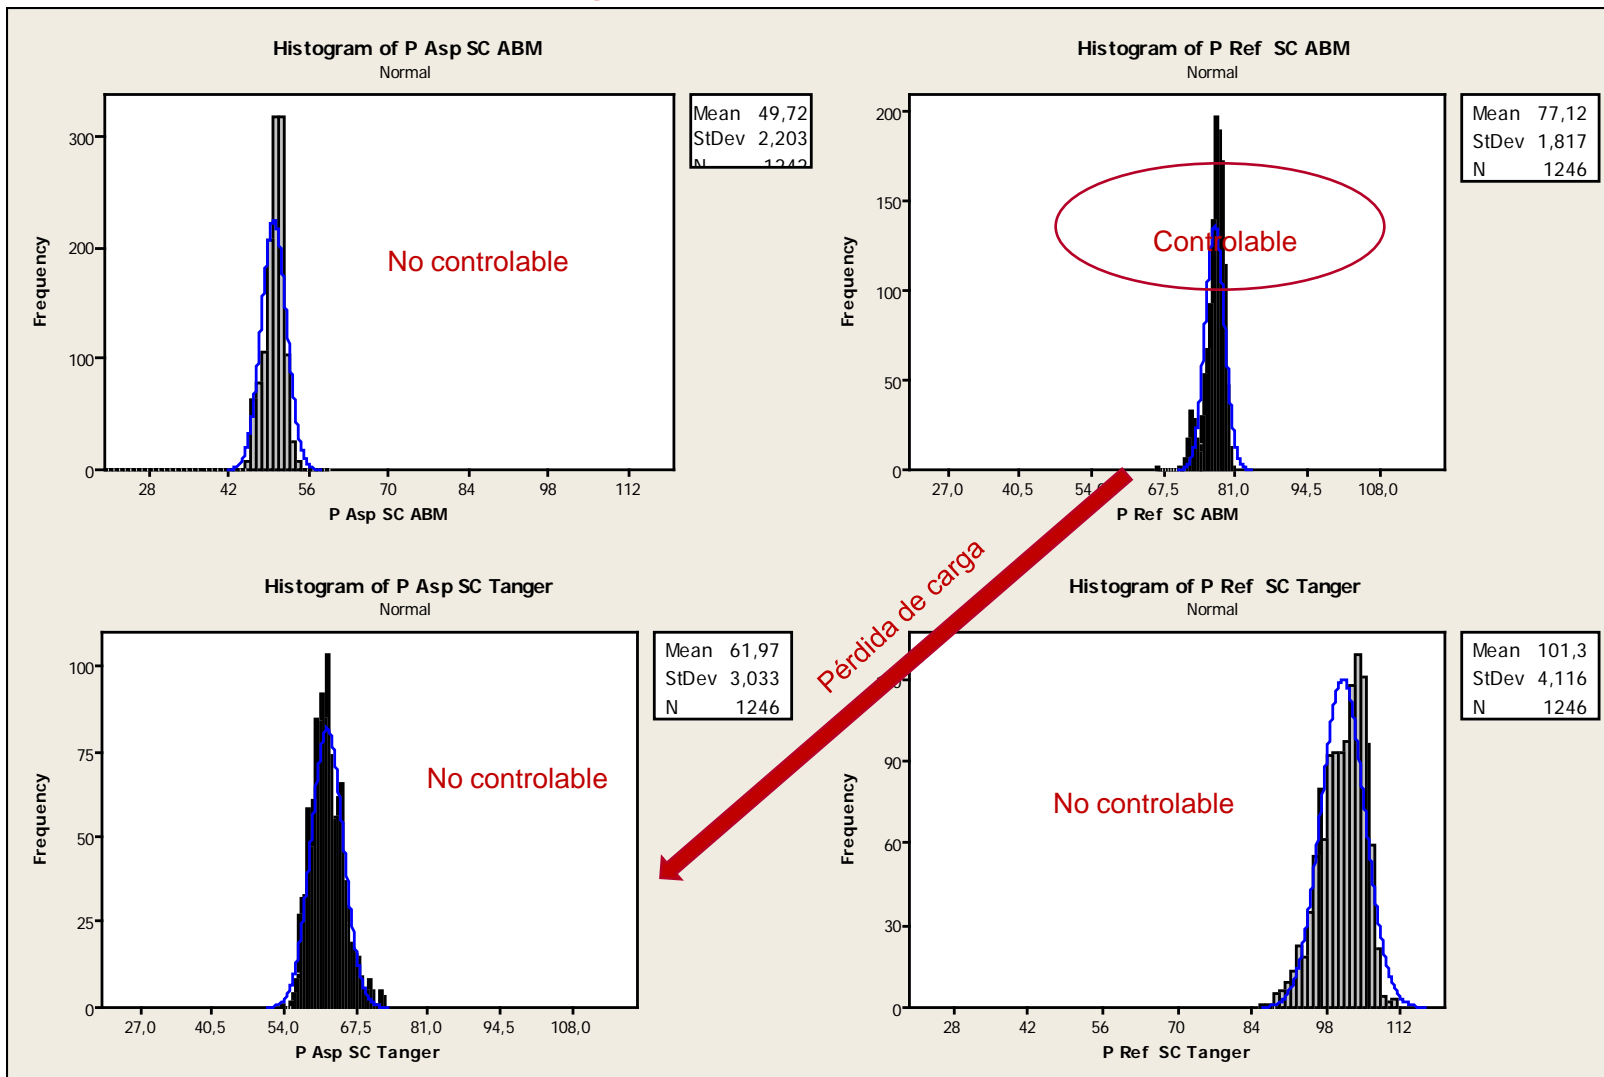 Histogram of P Asp SC ABM
Normal
Mean 49,72
StDev 2,203
N 1242
Frequency
300
200
100
0
No controlable
28 42 56 70 84 98 112
P Asp SC ABM
Histogram of P Ref SC ABM
Normal
Mean 77,12
StDev 1,817
N 1246
Frequency
200
150
100
50
0
Controlable
27,0 40,5 54,0 67,5 81,0 94,5 108,0
P Ref SC ABM
Pérdida de carga
Histogram of P Asp SC Tanger
Normal
Mean 61,97
StDev 3,033
N 1246
Frequency
100
75
50
25
0
No controlable
27,0 40,5 54,0 67,5 81,0 94,5 108,0
P Asp SC Tanger
Histogram of P Ref SC Tanger
Normal
Mean 101,3
StDev 4,116
N 1246
Frequency
90
60
30
0
No controlable
28 42 56 70 84 98 112
P Ref SC Tanger